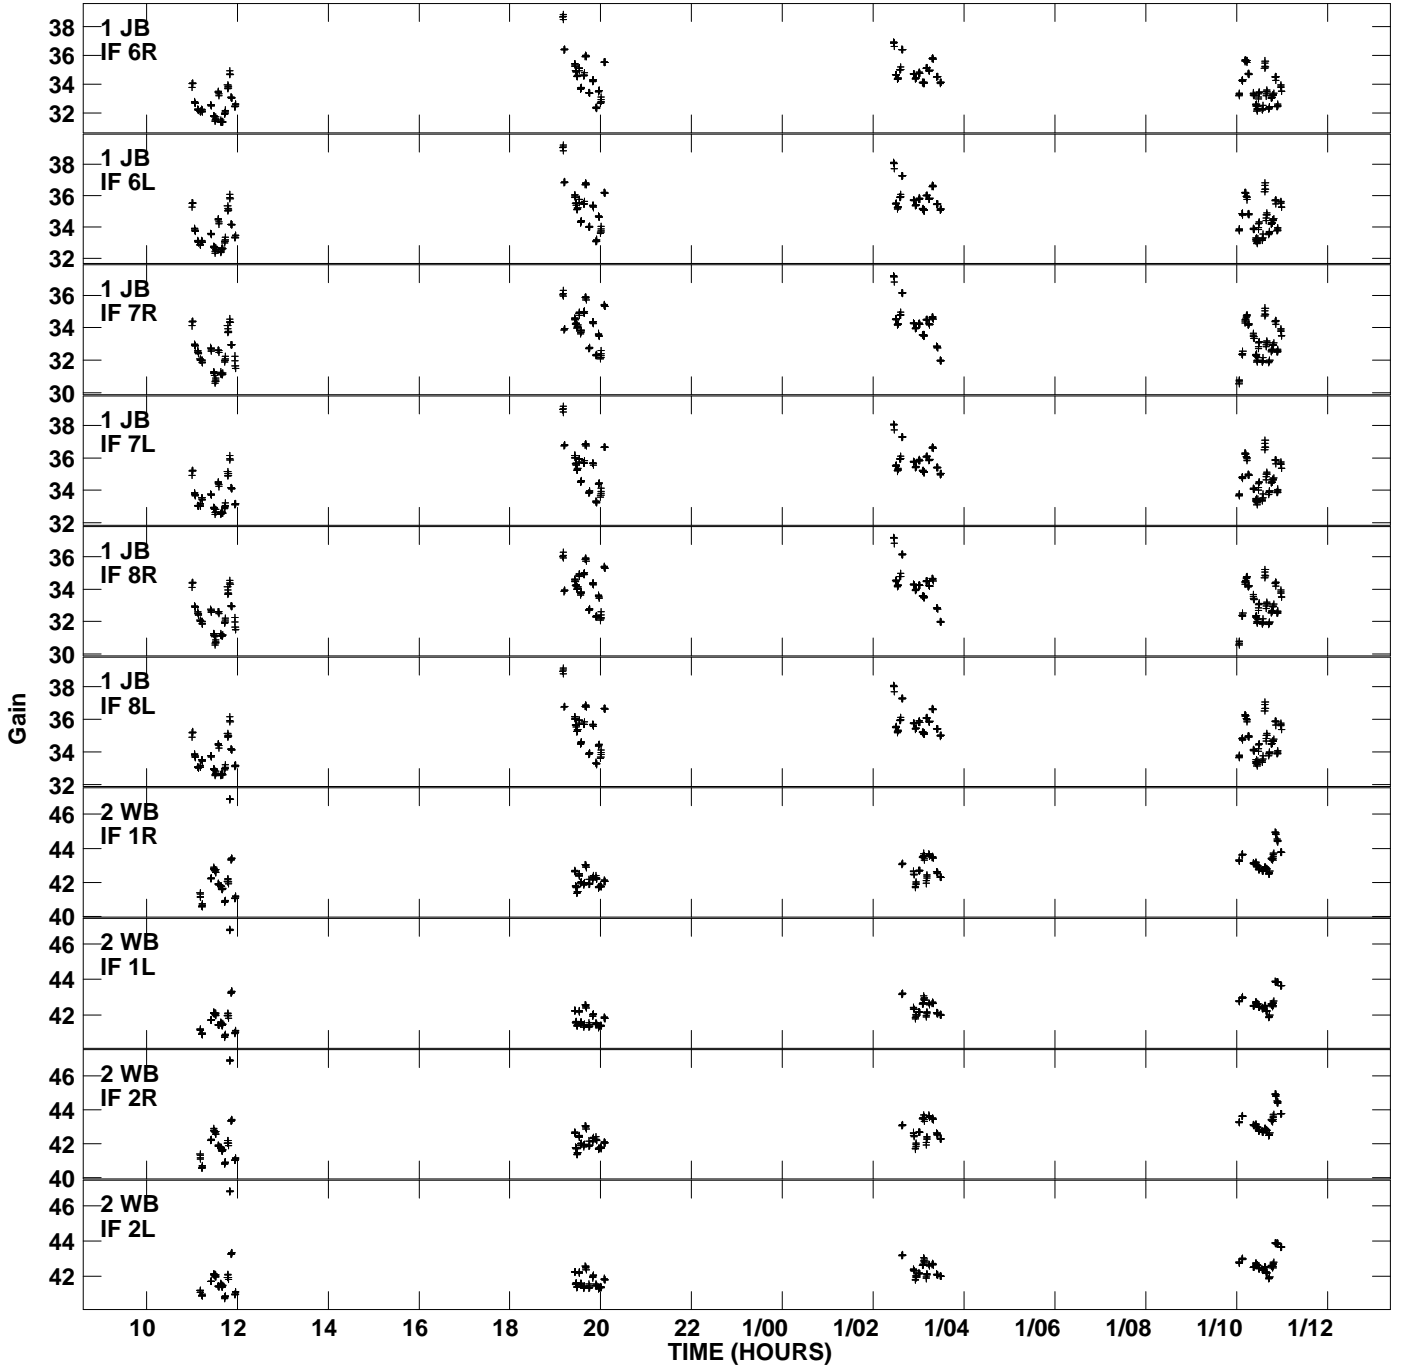 1 JB
IF 6R
38
36
34
32
1 JB
IF 6L
38
36
34
32
1 JB
IF 7R
36
34
32
30
1 JB
IF 7L
38
36
34
32
1 JB
IF 8R
36
34
32
30
1 JB
IF 8L
38
36
34
32
2 WB
IF 1R
46
44
42
40
2 WB
IF 1L
46
44
42
2 WB
IF 2R
46
44
42
40
2 WB
IF 2L
46
44
42
Gain
10 12 14 16 18 20 22 1/00 1/02 1/04 1/06 1/08 1/10 1/12
TIME (HOURS)